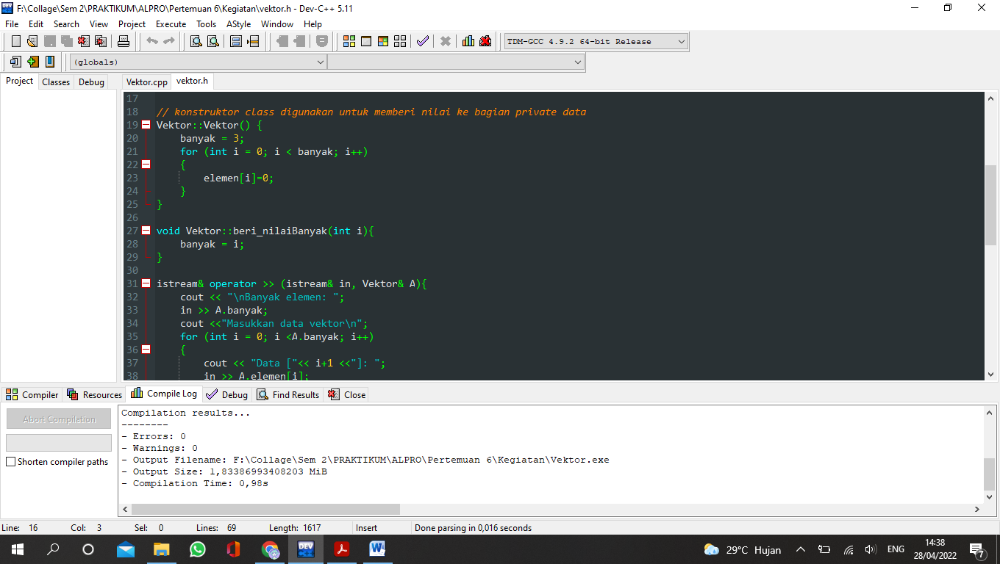 F:\Collage\Sem 2\PRAKTIKUM\ALPRO\Pertemuan 6\Kegiatan\vektor.h - Dev-C++ 5.11
File Edit Search View Project Execute Tools AStyle Window Help
TDM-GCC 4.9.2 64-bit Release
(globals)
Project Classes Debug Vektor.cpp vektor.h
17
18 // konstruktor class digunakan untuk memberi nilai ke bagian private data
19 Vektor::Vektor() {
20 banyak = 3;
21 for (int i = 0; i < banyak; i++)
22 {
23 elemen[i]=0;
24 }
25 }
26
27 void Vektor::beri_nilaiBanyak(int i){
28 banyak = i;
29 }
30
31 istream& operator >> (istream& in, Vektor& A){
32 cout << "\nBanyak elemen: ";
33 in >> A.banyak;
34 cout <<"Masukkan data vektor\n";
35 for (int i = 0; i <A.banyak; i++)
36 {
37 cout << "Data ["<< i+1 <<"]: ";
38 in >> A.elemen[i];
Compiler Resources Compile Log Debug Find Results Close
Abort Compilation
Shorten compiler paths
Compilation results...
--------
- Errors: 0
- Warnings: 0
- Output Filename: F:\Collage\Sem 2\PRAKTIKUM\ALPRO\Pertemuan 6\Kegiatan\Vektor.exe
- Output Size: 1,83386993408203 MiB
- Compilation Time: 0,98s
Line: 16 Col: 3 Sel: 0 Lines: 69 Length: 1617 Insert Done parsing in 0,016 seconds
DEV
W
29°C Hujan ENG 14:38
28/04/2022
7